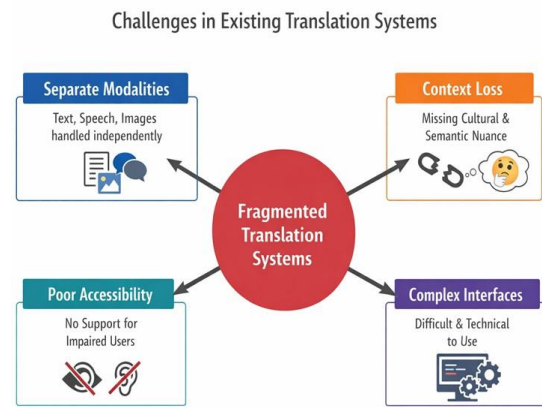 Challenges in Existing Translation Systems
Separate Modalities
Text, Speech, Images
handled independently
Context Loss
Missing Cultural &
Semantic Nuance
Fragmented
Translation
Systems
Poor Accessibility
No Support for
Impaired Users
Complex Interfaces
Difficult & Technical
to Use